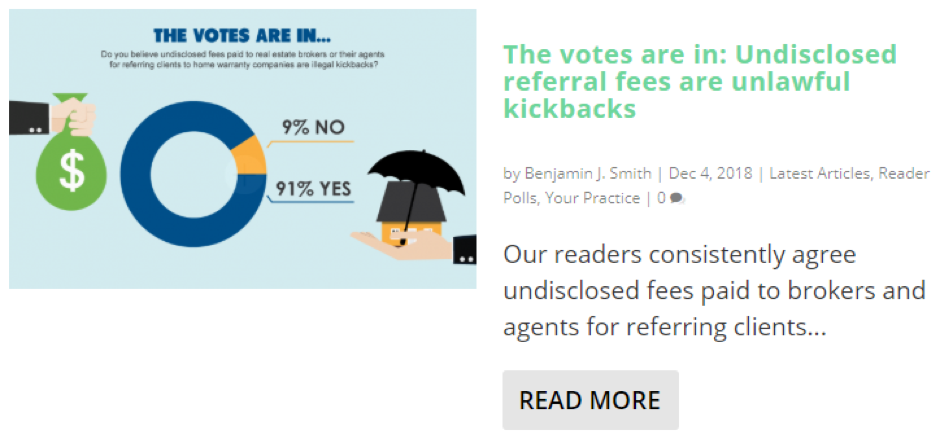 THE VOTES ARE IN...
Do you believe undisclosed fees paid to real estate brokers or their agents
for referring clients to home warranty companies are illegal kickbacks?
$
9% NO
91% YES
The votes are in: Undisclosed
referral fees are unlawful
kickbacks
by Benjamin J. Smith | Dec 4, 2018 | Latest Articles, Reader
Polls, Your Practice | 0
Our readers consistently agree
undisclosed fees paid to brokers and
agents for referring clients...
READ MORE